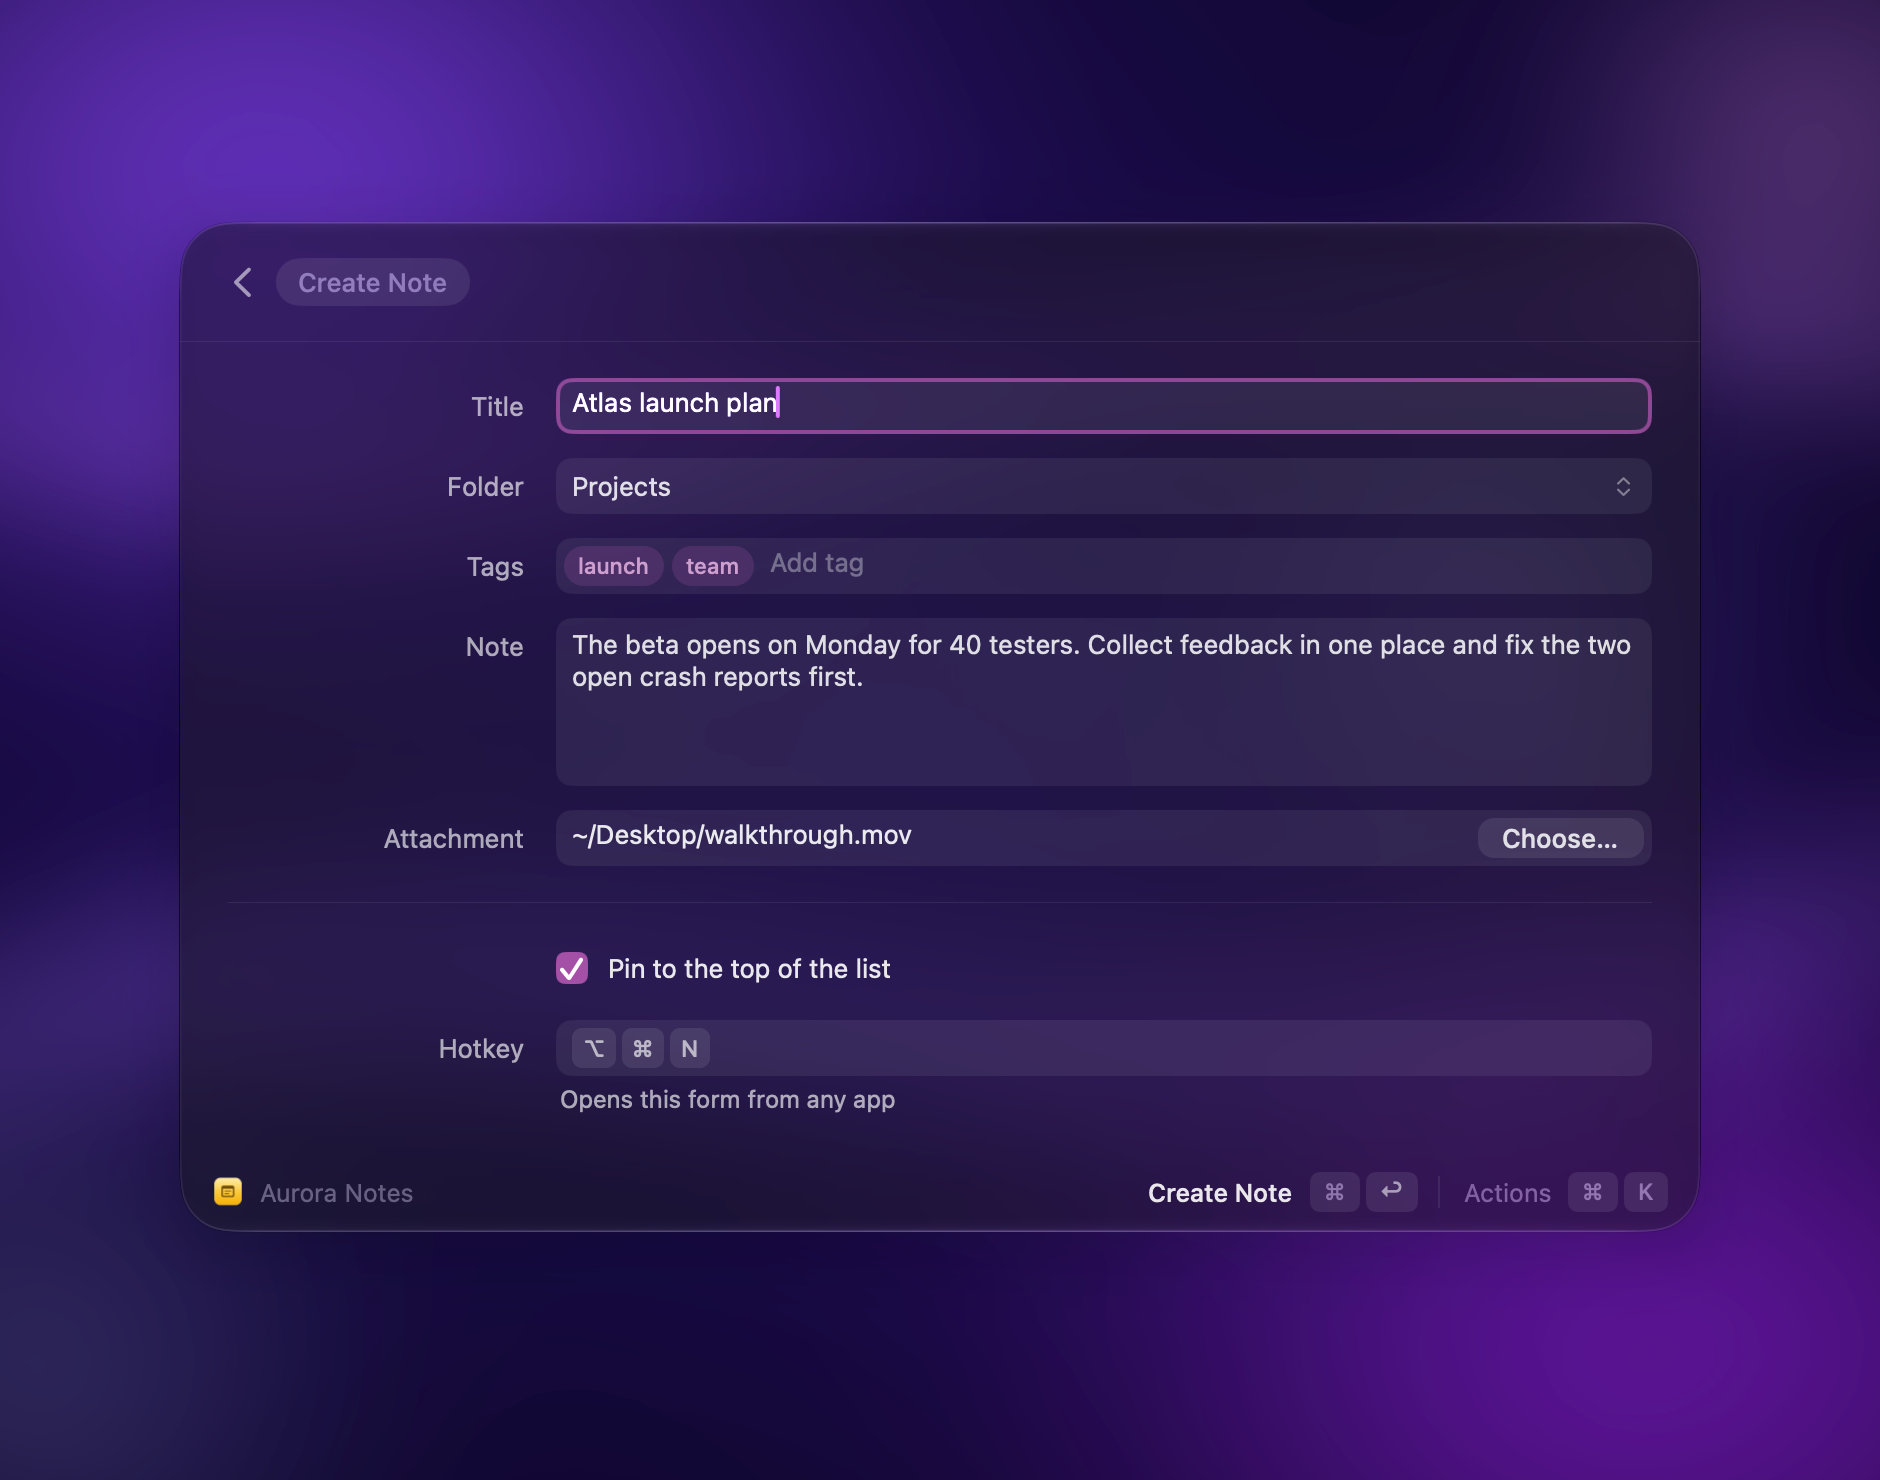 Create Note
Title
Atlas launch plan
Folder
Projects
Tags
launch team Add tag
Note
The beta opens on Monday for 40 testers. Collect feedback in one place and fix the two
open crash reports first.
Attachment
~/Desktop/walkthrough.mov
Choose...
Pin to the top of the list
Hotkey
⌥ ⌘ N
Opens this form from any app
Aurora Notes
Create Note ⌘ ↩
Actions ⌘ K